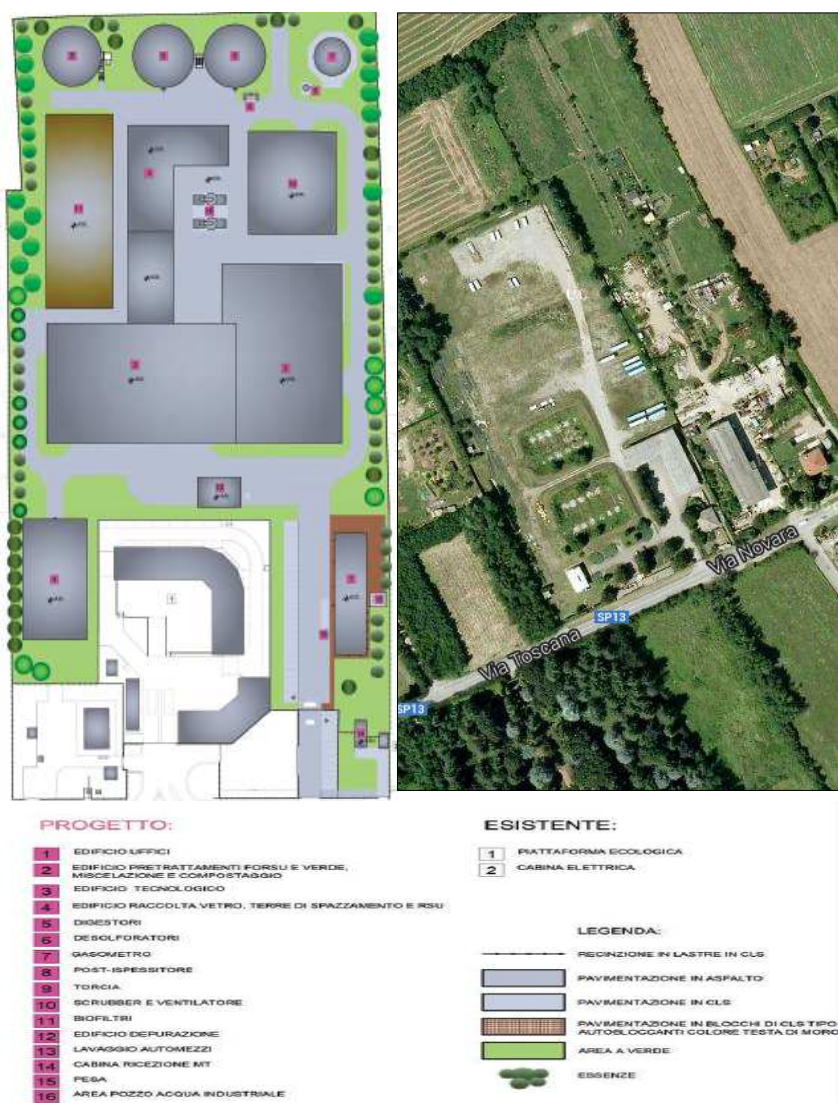 Via Novara
SP13
Via Toscana
SP13
PROGETTO:
1 EDIFICIO UFFICI
2 EDIFICIO PRETRATTAMENTI FORSU E VERDE,
MISCELAZIONE E COMPOSTAGGIO
3 EDIFICIO TECNOLOGICO
4 EDIFICIO RACCOLTA VETRO, TERRE DI SPAZZAMENTO E RSU
5 DIGESTORI
6 DESOLFORATORI
7 GASOMETRO
8 POST-ISPESSITORE
9 TORCIA
10 SCRUBBER E VENTILATORE
11 BIOFILTRI
12 EDIFICIO DEPURAZIONE
13 LAVAGGIO AUTOMEZZI
14 CABINA RICEZIONE MT
15 PESA
16 AREA POZZO ACQUA INDUSTRIALE
ESISTENTE:
1 PIATTAFORMA ECOLOGICA
2 CABINA ELETTRICA
LEGENDA:
RECINZIONE IN LASTRE IN CLS
PAVIMENTAZIONE IN ASFALTO
PAVIMENTAZIONE IN CLS
PAVIMENTAZIONE IN BLOCCHI DI CLS TIPO
AUTOBLOCCANTI COLORE TESTA DI MORO
AREA A VERDE
ESSENZE